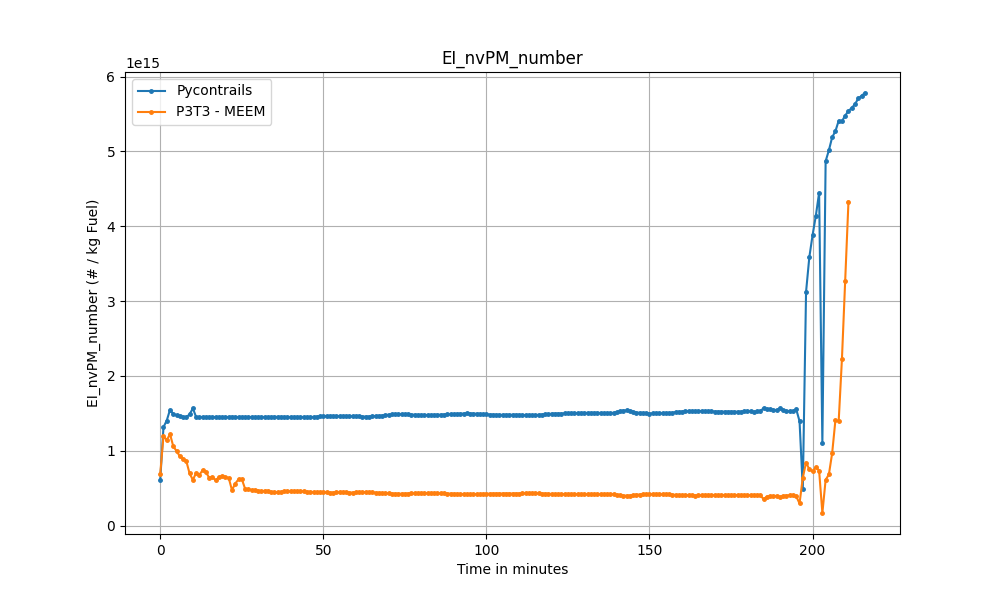 EI_nvPM_number
1e15
Pycontrails
P3T3 - MEEM
6
5
4
3
2
1
0
EI_nvPM_number (# / kg Fuel)
0 50 100 150 200
Time in minutes